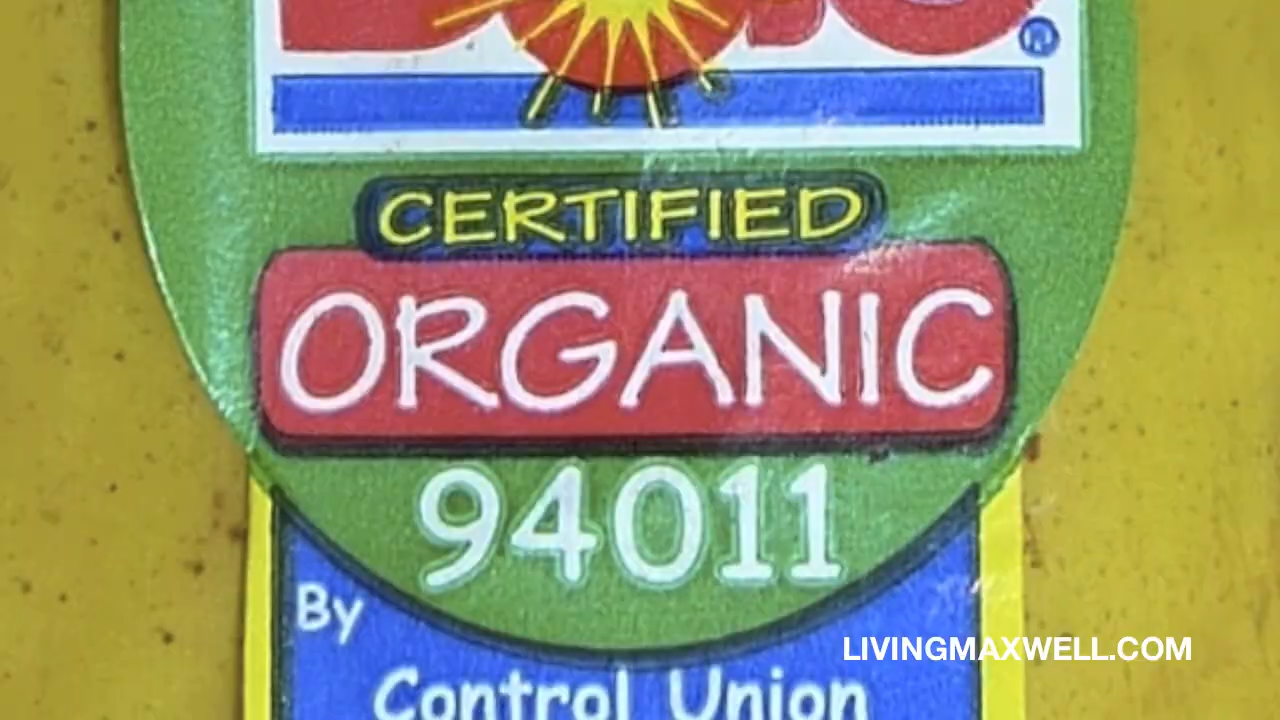 ®
CERTIFIED
ORGANIC
94011
By
Control Union
LIVINGMAXWELL.COM